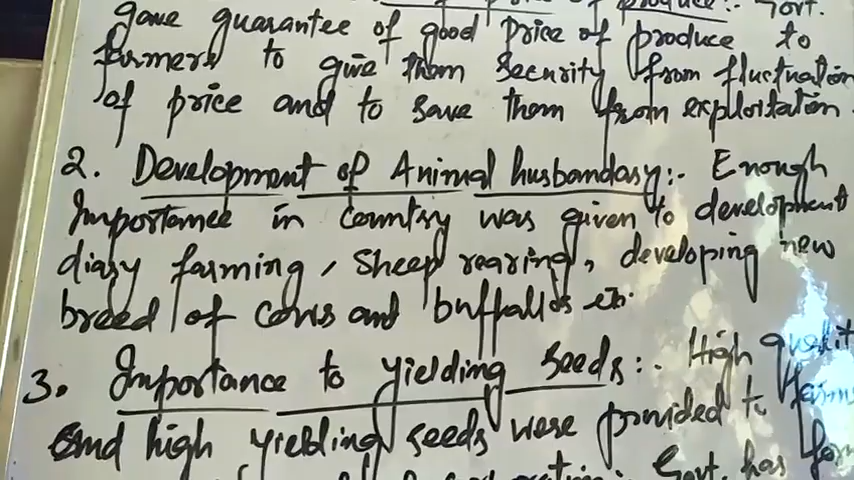 of produce:. Govt.
gave guarantee of good price of produce to
farmers to give them security from fluctuation
of price and to save them from exploitation
2. Development of Animal husbandary:. Enough
Importance in country was given to development
diary farming, sheep rearing, developing new
breed of cows and buffallos etc.
3. Importance to yielding seeds:. High
and high yielding seeds were provided to
Govt. has